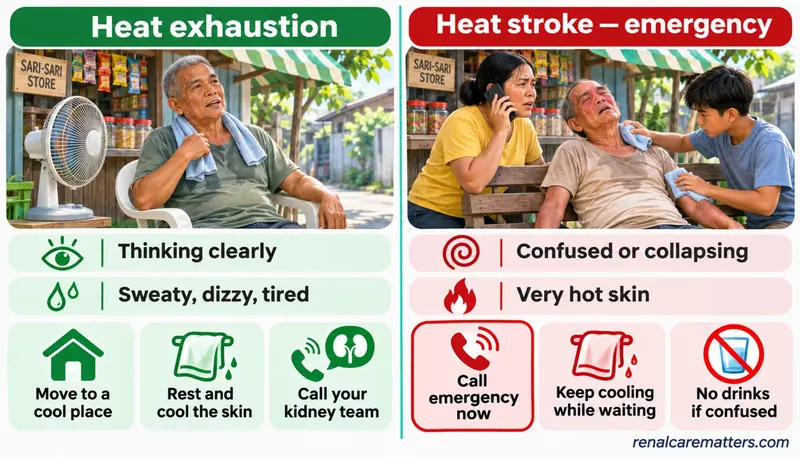 Heat exhaustion
SARI-SARI
STORE
Thinking clearly
Sweaty, dizzy, tired
Move to a
cool place
Rest and
cool the skin
Call your
kidney team
Heat stroke — emergency
SARI-SARI
STORE
Confused or collapsing
Very hot skin
Call
emergency
now
Keep cooling
while waiting
No drinks
if confused
renalcarematters.com